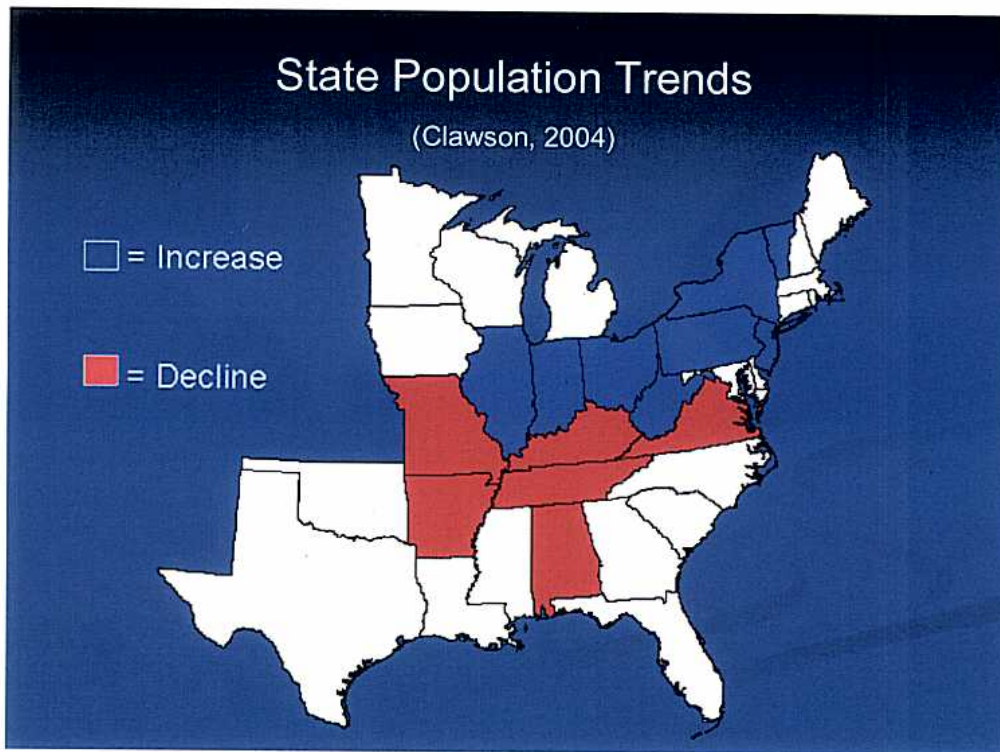 State Population Trends
(Clawson, 2004)
= Increase
= Decline